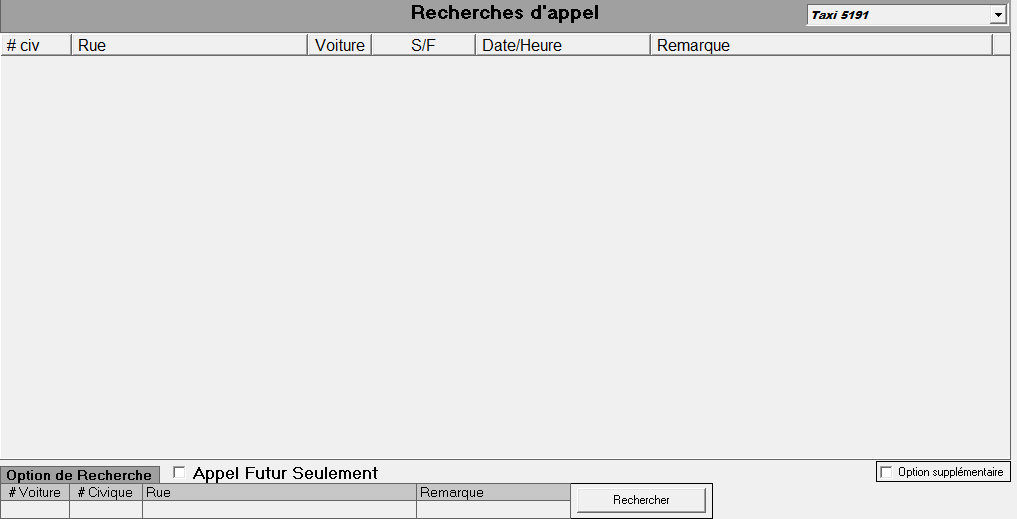 Recherches d'appel Taxi 5191
# civ Rue Voiture S/F Date/Heure Remarque
Option de Recherche Appel Futur Seulement Option supplémentaire
# Voiture # Civique Rue Remarque Rechercher